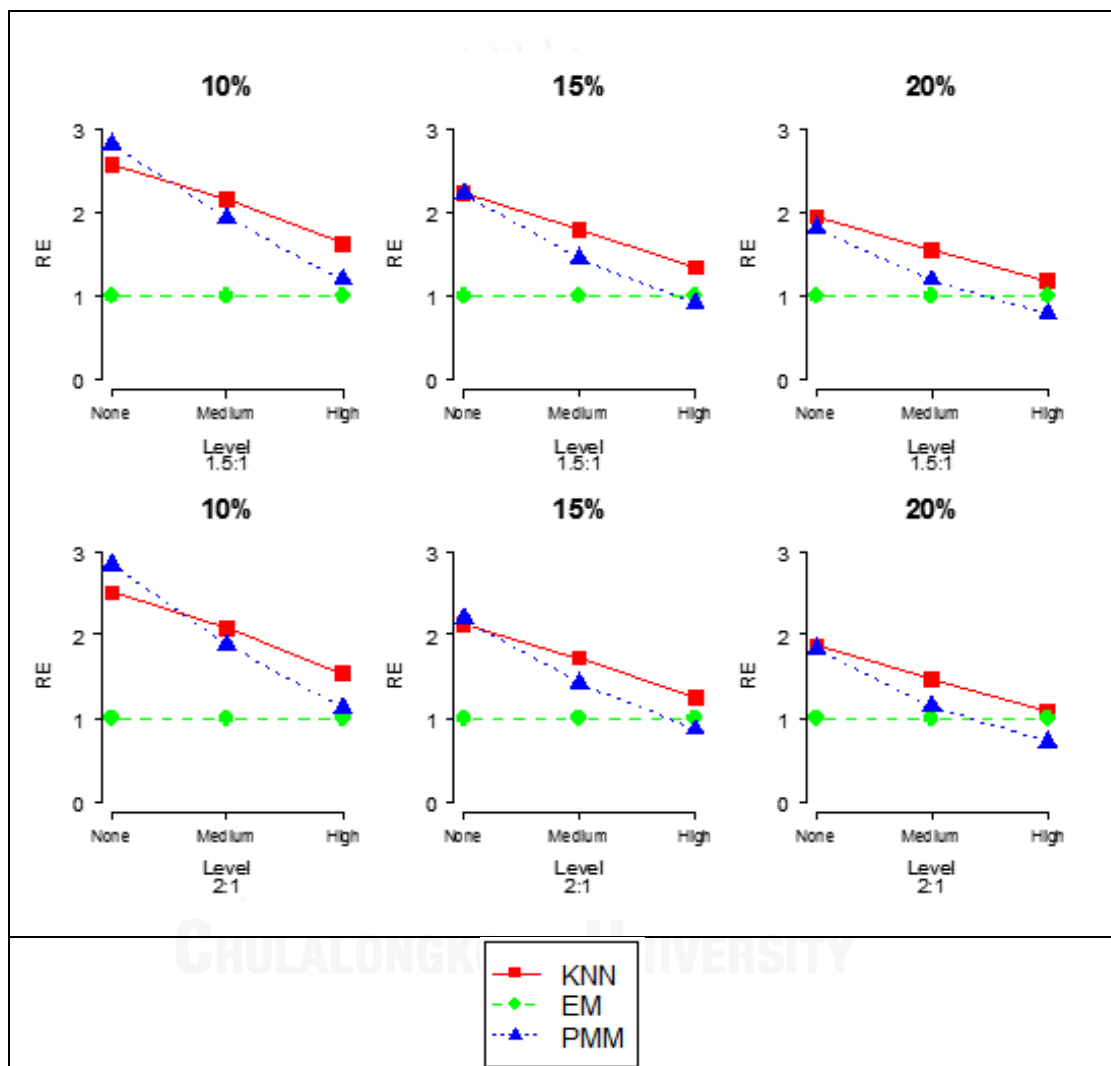 10% 15% 20%
3 3 3
2 2 2
RE RE RE
1 1 1
0 0 0
None Medium High None Medium High None Medium High
Level Level Level
1.5:1 1.5:1 1.5:1
10% 15% 20%
3 3 3
2 2 2
RE RE RE
1 1 1
0 0 0
None Medium High None Medium High None Medium High
Level Level Level
2:1 2:1 2:1
KNN
EM
PMM